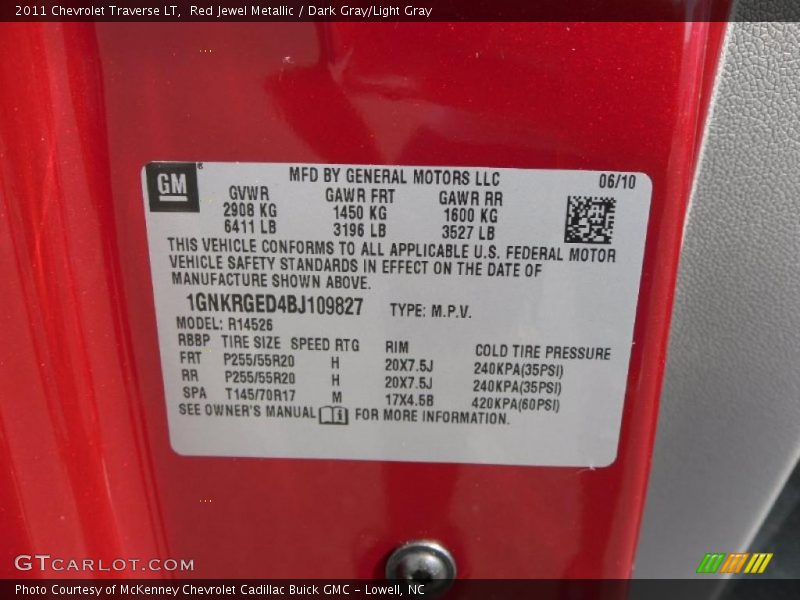 2011 Chevrolet Traverse LT,  Red Jewel Metallic / Dark Gray/Light Gray
GM
MFD BY GENERAL MOTORS LLC 06/10
GVWR GAWR FRT GAWR RR
2908 KG 1450 KG 1600 KG
6411 LB 3196 LB 3527 LB
THIS VEHICLE CONFORMS TO ALL APPLICABLE U.S. FEDERAL MOTOR
VEHICLE SAFETY STANDARDS IN EFFECT ON THE DATE OF
MANUFACTURE SHOWN ABOVE.
1GNKRGED4BJ109827 TYPE: M.P.V.
MODEL: R14526
RBBP TIRE SIZE SPEED RTG RIM COLD TIRE PRESSURE
FRT P255/55R20 H 20X7.5J 240KPA(35PSI)
RR P255/55R20 H 20X7.5J 240KPA(35PSI)
SPA T145/70R17 M 17X4.5B 420KPA(60PSI)
SEE OWNER'S MANUAL FOR MORE INFORMATION.
GTCARLOT.COM
Photo Courtesy of McKenney Chevrolet Cadillac Buick GMC - Lowell, NC